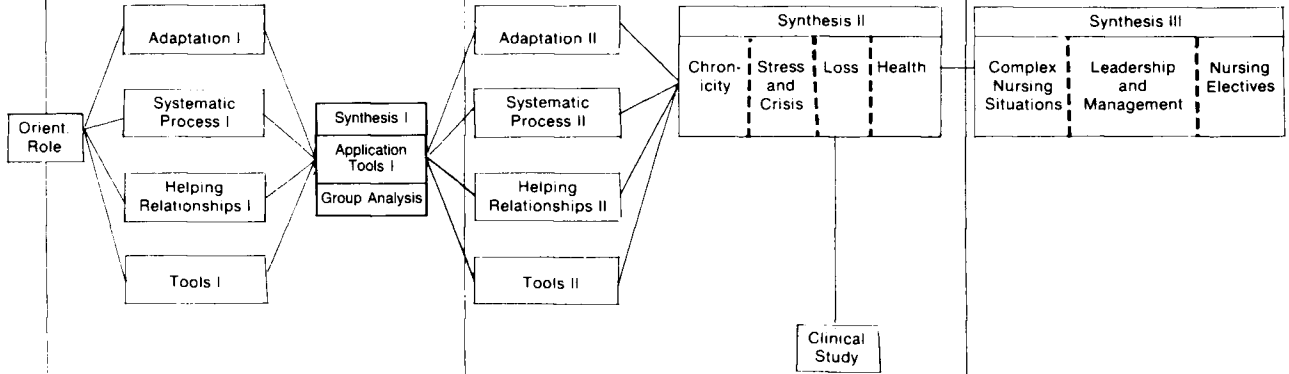 Orient.
Role
Adaptation I
Systematic
Process I
Helping
Relationships I
Tools I
Synthesis I
Application
Tools I
Group Analysis
Adaptation II
Systematic
Process II
Helping
Relationships II
Tools II
Synthesis II
Chron-
icity
Stress
and
Crisis
Loss
Health
Clinical
Study
Synthesis III
Complex
Nursing
Situations
Leadership
and
Management
Nursing
Electives